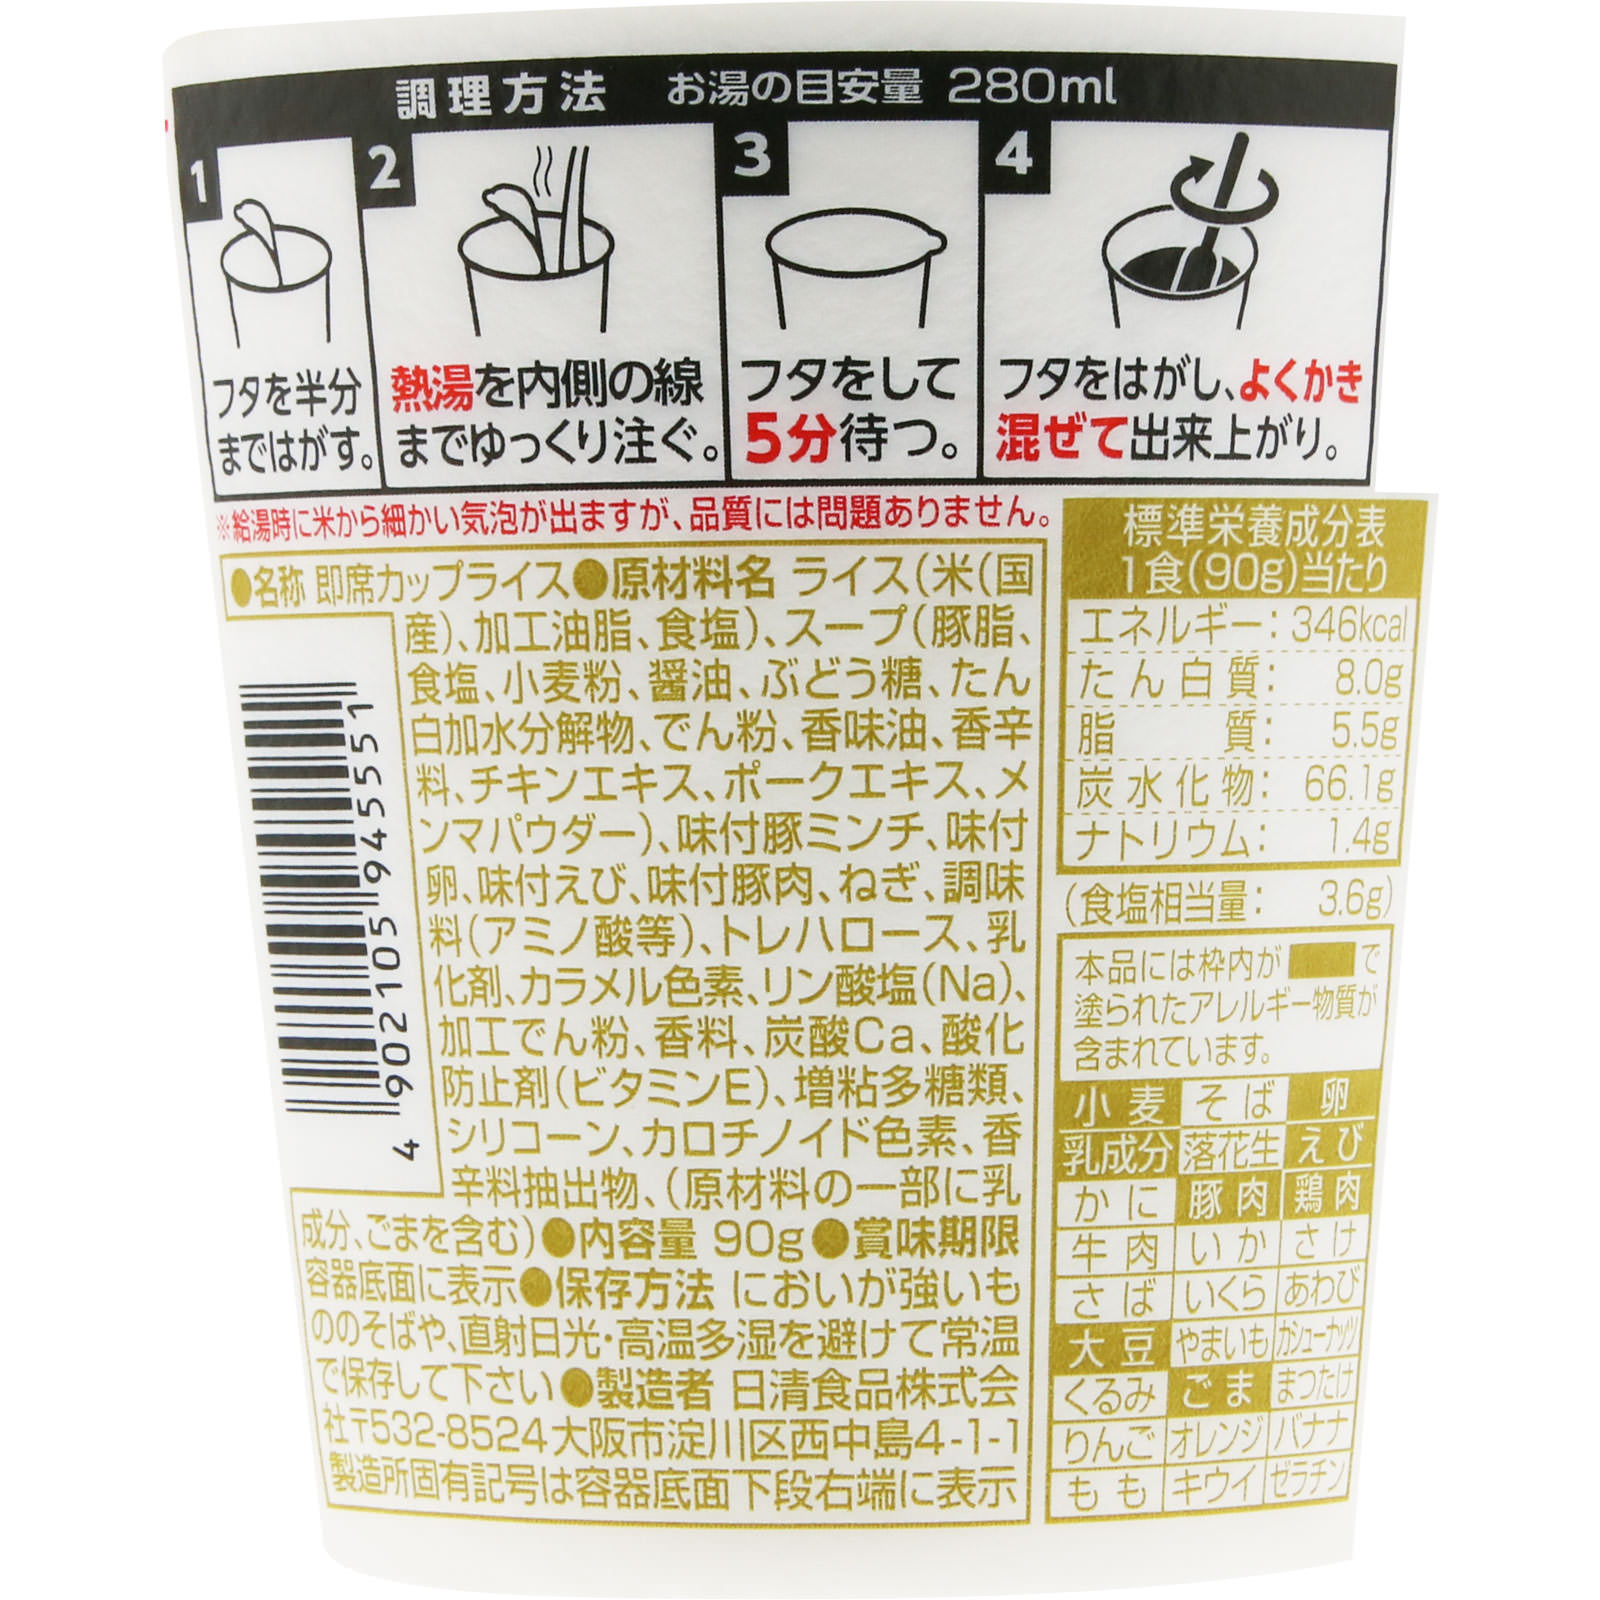 調理方法 お湯の目安量 280ml
1
2
3
4
フタを半分
まではがす。
熱湯を内側の線
までゆっくり注ぐ。
フタをして
5分待つ。
フタをはがし、よくかき
混ぜて出来上がり。
※給湯時に米から細かい気泡が出ますが、品質には問題ありません。
●名称 即席カップライス●原材料名 ライス(米(国
産)、加工油脂、食塩)、スープ(豚脂、
食塩、小麦粉、醤油、ぶどう糖、たん
白加水分解物、でん粉、香味油、香辛
料、チキンエキス、ポークエキス、メ
ンマパウダー)、味付豚ミンチ、味付
卵、味付えび、味付豚肉、ねぎ、調味
料(アミノ酸等)、トレハロース、乳
化剤、カラメル色素、リン酸塩(Na)、
加工でん粉、香料、炭酸Ca、酸化
防止剤(ビタミンE)、増粘多糖類、
シリコーン、カロチノイド色素、香
辛料抽出物、(原材料の一部に乳
成分、ごまを含む)●内容量 90g●賞味期限
容器底面に表示●保存方法 においが強いも
ののそばや、直射日光・高温多湿を避けて常温
で保存して下さい●製造者 日清食品株式会
社〒532-8524大阪市淀川区西中島4-1-1
製造所固有記号は容器底面下段右端に表示
4 902105 945551
標準栄養成分表
1食(90g)当たり
エネルギー: 346kcal
たん白質: 8.0g
脂質: 5.5g
炭水化物: 66.1g
ナトリウム: 1.4g
(食塩相当量: 3.6g)
本品には枠内が で
塗られたアレルギー物質が
含まれています。
小麦 そば 卵
乳成分 落花生 えび
かに 豚肉 鶏肉
牛肉 いか さけ
さば いくら あわび
大豆 やまいも カシューナッツ
くるみ ごま まつたけ
りんご オレンジ バナナ
もも キウイ ゼラチン